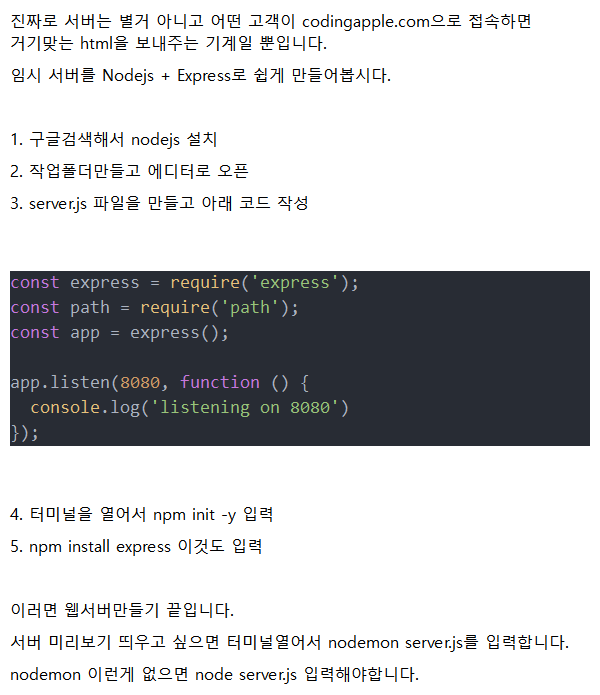 진짜로 서버는 별거 아니고 어떤 고객이 codingapple.com으로 접속하면
거기맞는 html을 보내주는 기계일 뿐입니다.
임시 서버를 Nodejs + Express로 쉽게 만들어봅시다.
1. 구글검색해서 nodejs 설치
2. 작업폴더만들고 에디터로 오픈
3. server.js 파일을 만들고 아래 코드 작성
const express = require('express');
const path = require('path');
const app = express();
app.listen(8080, function () {
  console.log('listening on 8080')
});
4. 터미널을 열어서 npm init -y 입력
5. npm install express 이것도 입력
이러면 웹서버만들기 끝입니다.
서버 미리보기 띄우고 싶으면 터미널열어서 nodemon server.js를 입력합니다.
nodemon 이런게 없으면 node server.js 입력해야합니다.